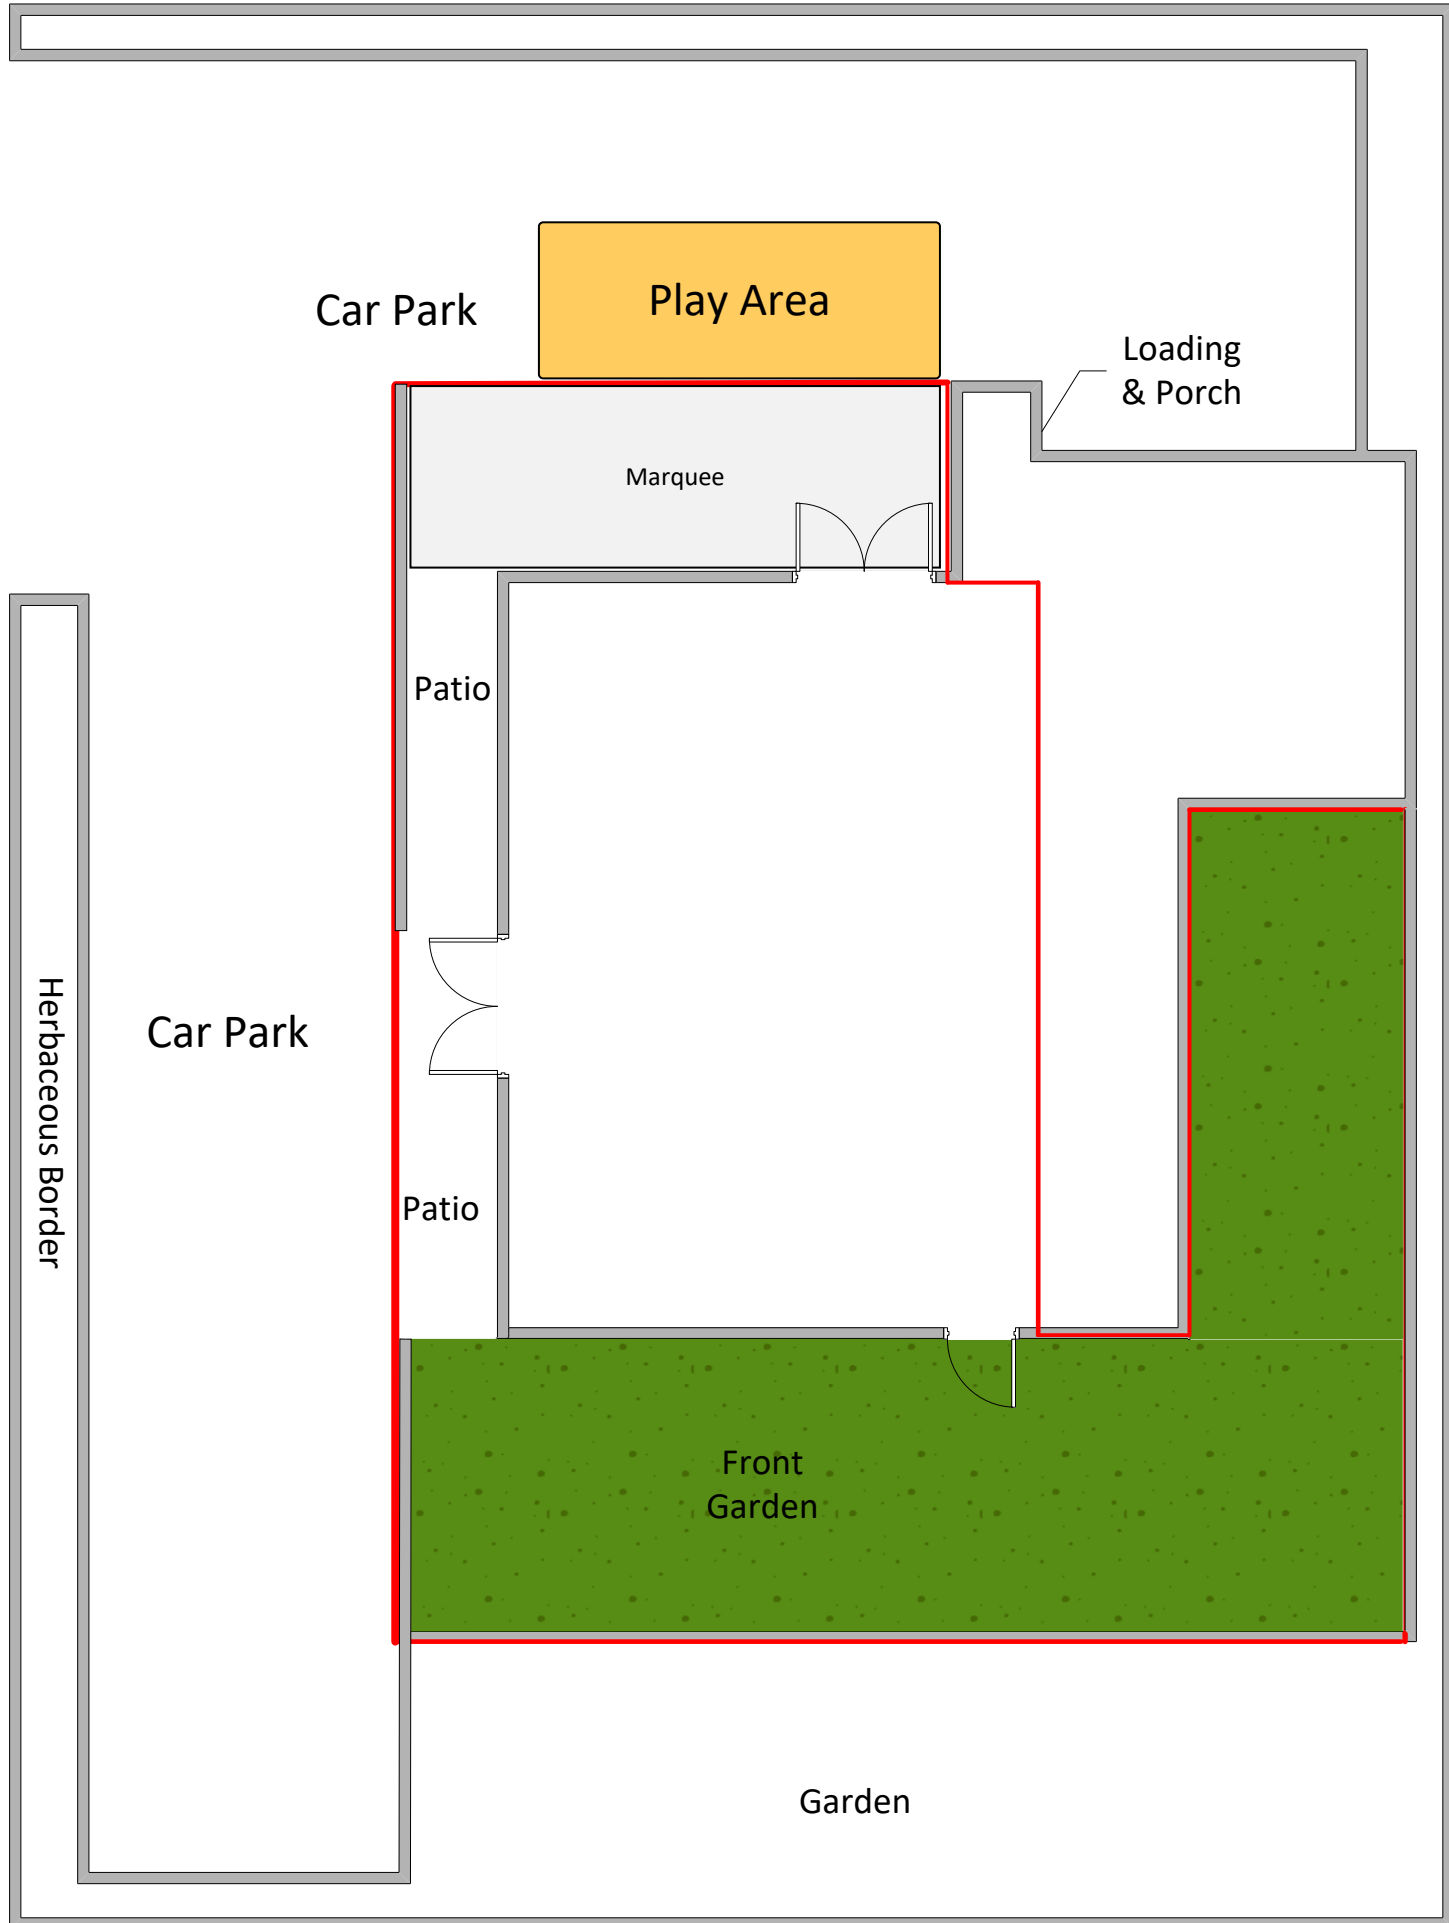 Car Park
Play Area
Loading
& Porch
Marquee
Patio
Herbaceous Border
Car Park
Patio
Front
Garden
Garden